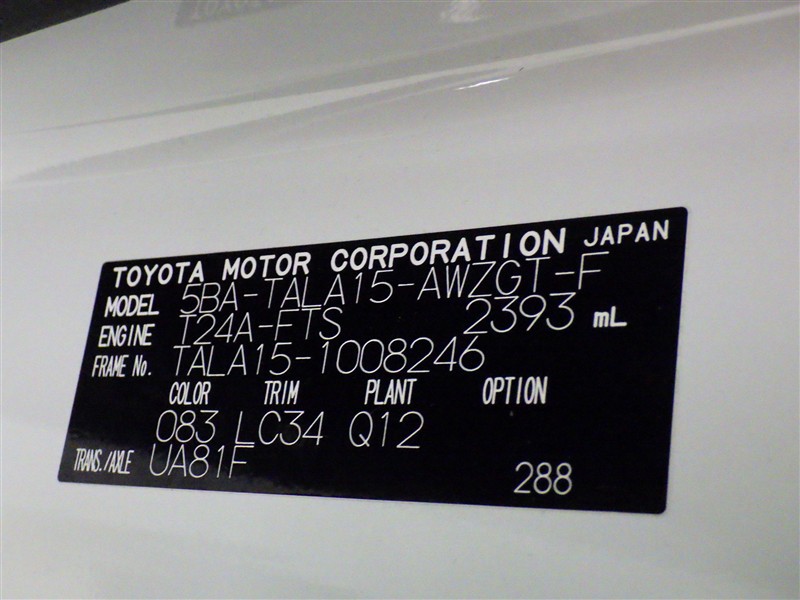 TOYOTA MOTOR CORPORATION JAPAN
MODEL 5BA-TALA15-AWZGT-F
ENGINE T24A-FTS 2393 mL
FRAME No. TALA15-1008246
COLOR TRIM PLANT OPTION
083 LC34 Q12
TRANS./AXLE UA81F
288